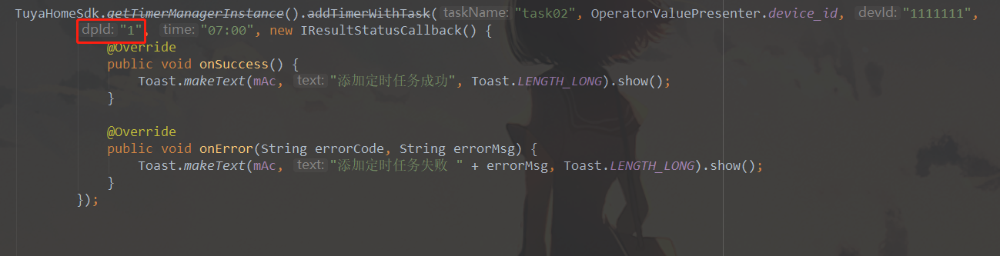 TuyaHomeSdk.getTimerManagerInstance().addTimerWithTask( taskName: "task02", OperatorValuePresenter.device_id, devId: "1111111",
dpId: "1", time: "07:00", new IResultStatusCallback() {
@Override
public void onSuccess() {
Toast.makeText(mAc, text: "添加定时任务成功", Toast.LENGTH_LONG).show();
}
@Override
public void onError(String errorCode, String errorMsg) {
Toast.makeText(mAc, text: "添加定时任务失败 " + errorMsg, Toast.LENGTH_LONG).show();
}
});